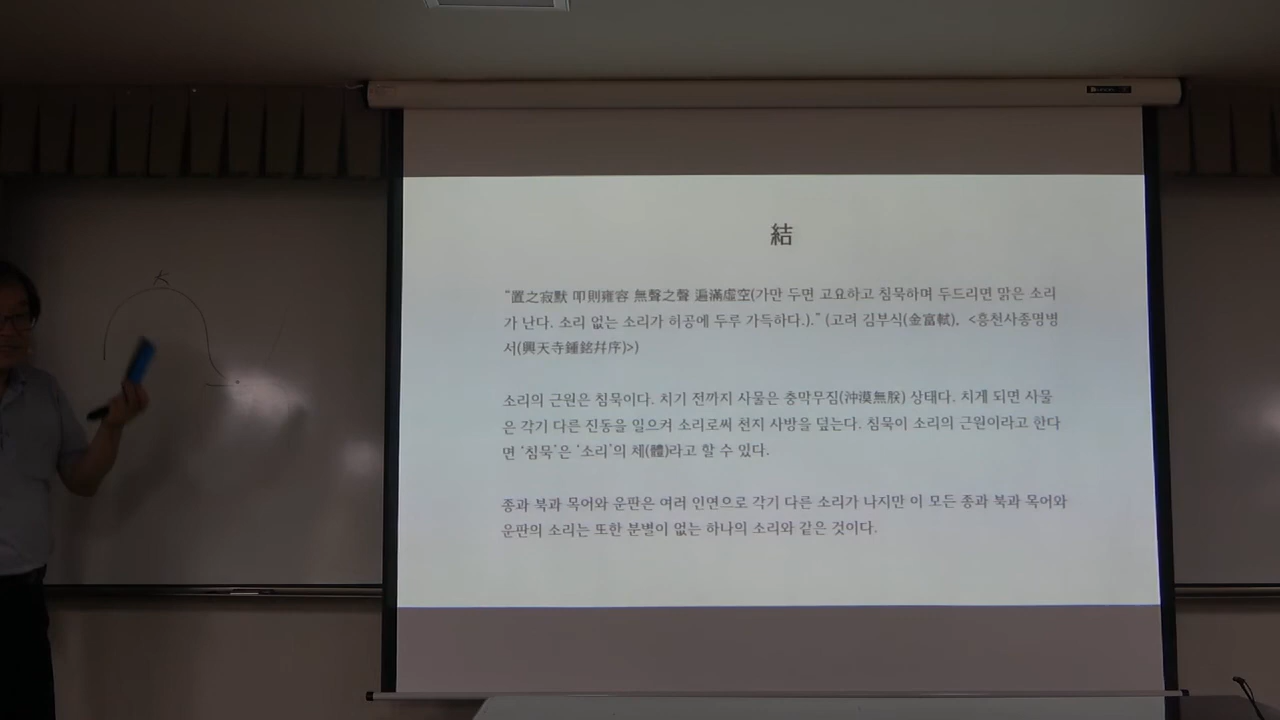 結
“置之寂默 叩則雍容 無聲之聲 遍滿虛空(가만 두면 고요하고 침묵하며 두드리면 맑은 소리
가 난다. 소리 없는 소리가 허공에 두루 가득하다.).” (고려 김부식(金富軾), <흥천사종명병
서(興天寺鍾銘幷序)>)
소리의 근원은 침묵이다. 치기 전까지 사물은 충막무짐(沖漠無朕) 상태다. 치게 되면 사물
은 각기 다른 진동을 일으켜 소리로써 천지 사방을 덮는다. 침묵이 소리의 근원이라고 한다
면 ‘침묵’은 ‘소리’의 체(體)라고 할 수 있다.
종과 북과 목어와 운판은 여러 인면으로 각기 다른 소리가 나지만 이 모든 종과 북과 목어와
운판의 소리는 또한 분별이 없는 하나의 소리와 같은 것이다.